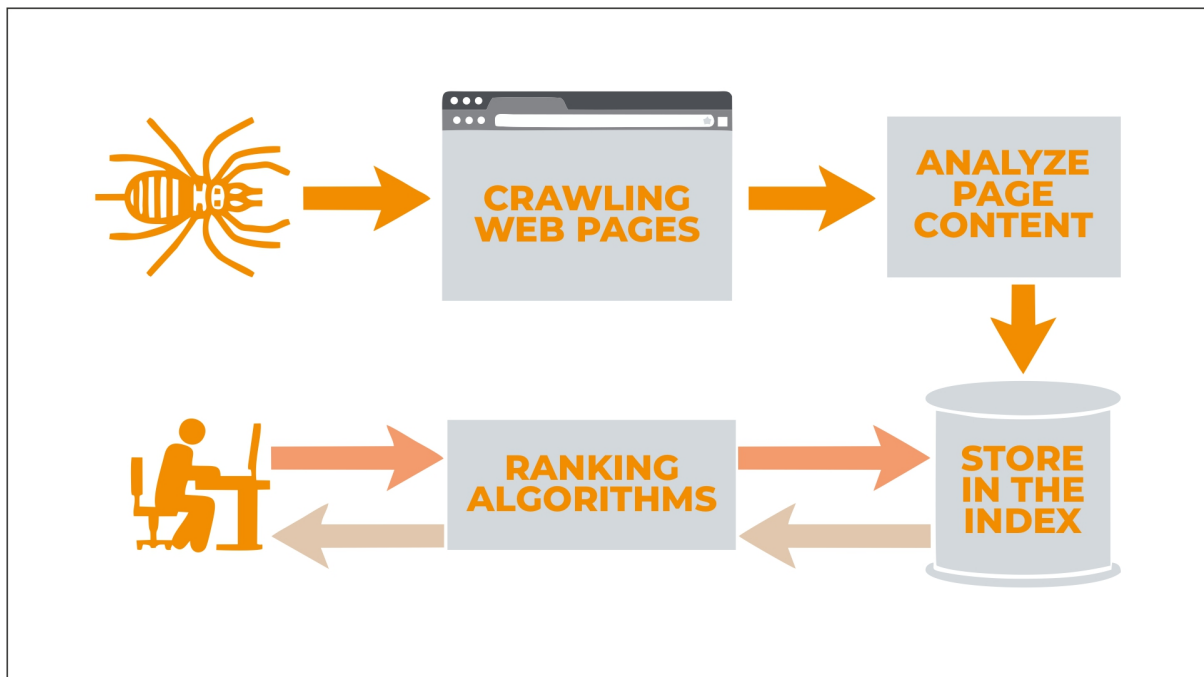 CRAWLING
WEB PAGES
ANALYZE
PAGE
CONTENT
RANKING
ALGORITHMS
STORE
IN THE
INDEX